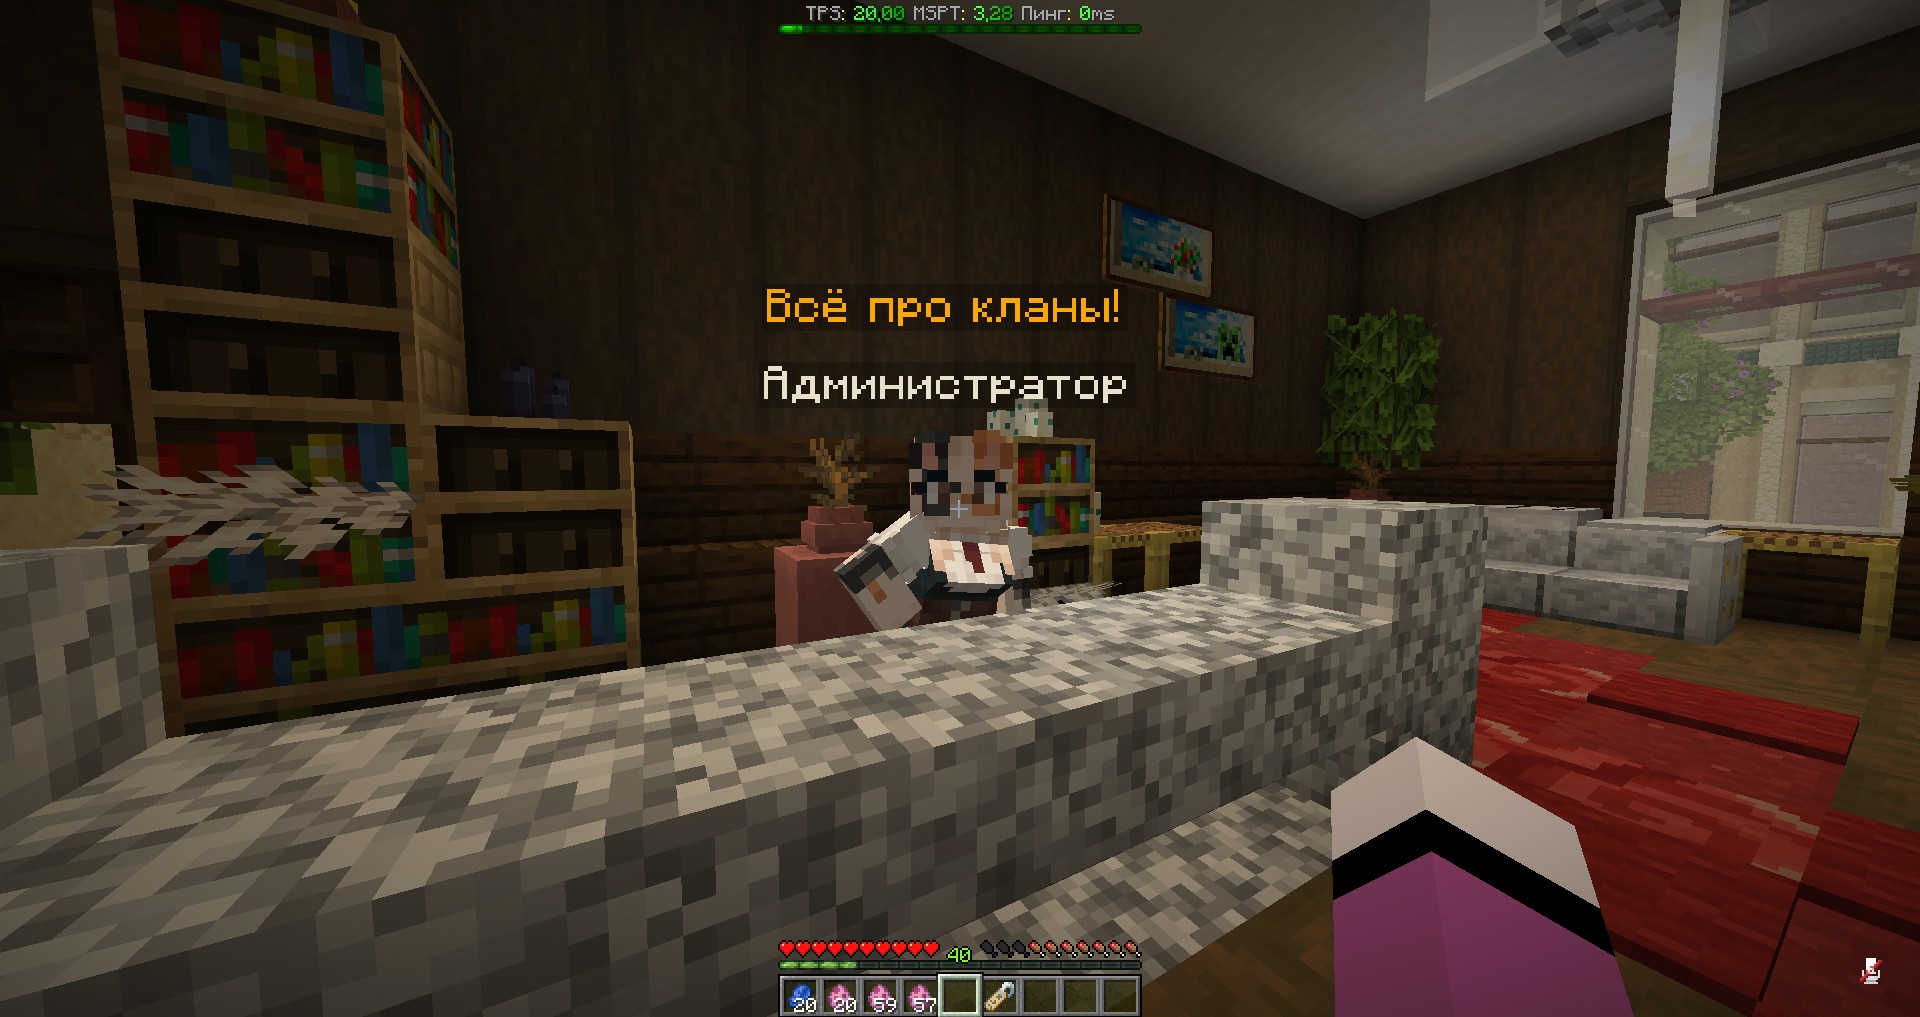 TPS: 20,00 MSPT: 3,28 Пинг: 0ms
Всё про кланы!
Администратор
40
20 20 59 57